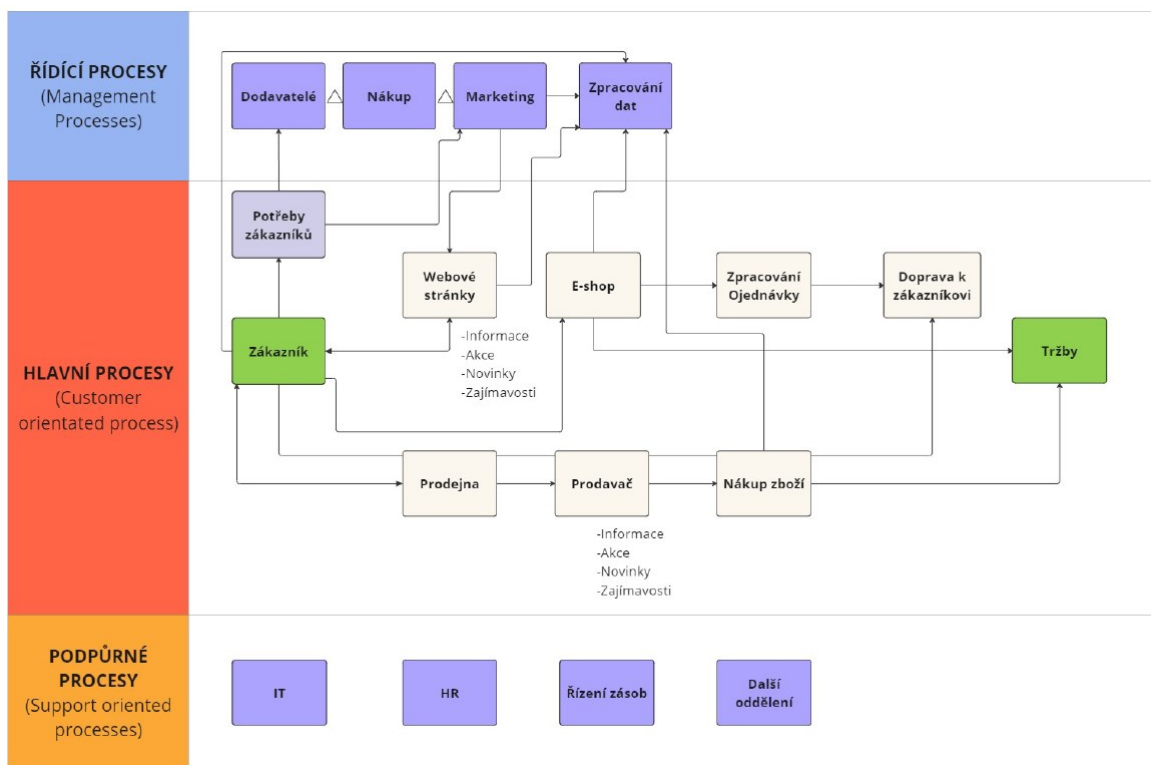 ŘÍDÍCÍ PROCESY
(Management
Processes)
Dodavatelé
Nákup
Marketing
Zpracování
dat
HLAVNÍ PROCESY
(Customer
orientated process)
Potřeby
zákazníků
Webové
stránky
E-shop
Zpracování
Ojednávky
Doprava k
zákazníkovi
-Informace
-Akce
-Novinky
-Zajímavosti
Zákazník
Tržby
Prodejna
Prodavač
Nákup zboží
-Informace
-Akce
-Novinky
-Zajímavosti
PODPŮRNÉ
PROCESY
(Support oriented
processes)
IT
HR
Řízení zásob
Další
oddělení